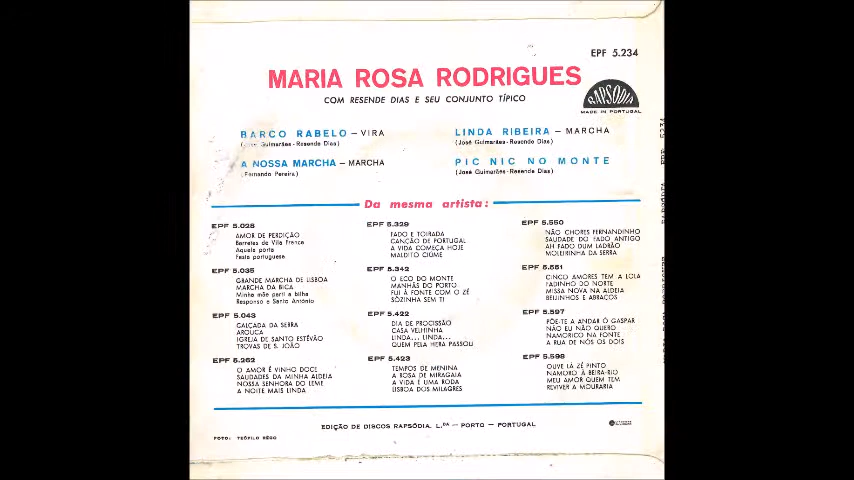 EPF 5.234
MARIA ROSA RODRIGUES
COM RESENDE DIAS E SEU CONJUNTO TÍPICO
RAPSÓDIA
MADE IN PORTUGAL
BARCO RABELO – VIRA
(José Guimarães - Resende Dias)
A NOSSA MARCHA – MARCHA
(Fernando Pereira)
LINDA RIBEIRA – MARCHA
(José Guimarães - Resende Dias)
PIC NIC NO MONTE
(José Guimarães - Resende Dias)
Da mesma artista:
EPF 5.028
AMOR DE PERDIÇÃO
Barretes de Vila Franca
Aquela porta
Festa portuguesa
EPF 5.035
GRANDE MARCHA DE LISBOA
MARCHA DA BICA
Minha mãe parti a bilha
Responso a Santo António
EPF 5.043
CALÇADA DA SERRA
AROUCA
IGREJA DE SANTO ESTÊVÃO
TROVAS DE S. JOÃO
EPF 5.262
O AMOR É VINHO DOCE
SAUDADES DA MINHA ALDEIA
NOSSA SENHORA DO LEME
A NOITE MAIS LINDA
EPF 5.329
FADO E TOIRADA
CANÇÃO DE PORTUGAL
A VIDA COMEÇA HOJE
MALDITO CIÚME
EPF 5.342
O ECO DO MONTE
MANHÃS DO PORTO
FUI À FONTE COM O ZÉ
SÒZINHA SEM TI
EPF 5.422
DIA DE PROCISSÃO
CASA VELHINHA
LINDA... LINDA...
QUEM PELA HERA PASSOU
EPF 5.423
TEMPOS DE MENINA
A ROSA DE MIRAGAIA
A VIDA É UMA RODA
LISBOA DOS MILAGRES
EPF 5.550
NÃO CHORES FERNANDINHO
SAUDADE DO FADO ANTIGO
AH FADO DUM LADRÃO
MOLEIRINHA DA SERRA
EPF 5.551
CINCO AMORES TEM A LOLA
FADINHO DO NORTE
MISSA NOVA NA ALDEIA
BEIJINHOS E ABRAÇOS
EPF 5.597
PÕE-TE A ANDAR Ó GASPAR
NÃO EU NÃO QUERO
NAMORICO NA FONTE
A RUA DE NÓS OS DOIS
EPF 5.598
OUVE LÁ ZÉ PINTO
NAMORO À BEIRA-RIO
MEU AMOR QUEM TEM
REVIVER A MOURARIA
EDIÇÃO DE DISCOS RAPSÓDIA, L.DA – PORTO – PORTUGAL
FOTO: TEÓFILO RÊGO